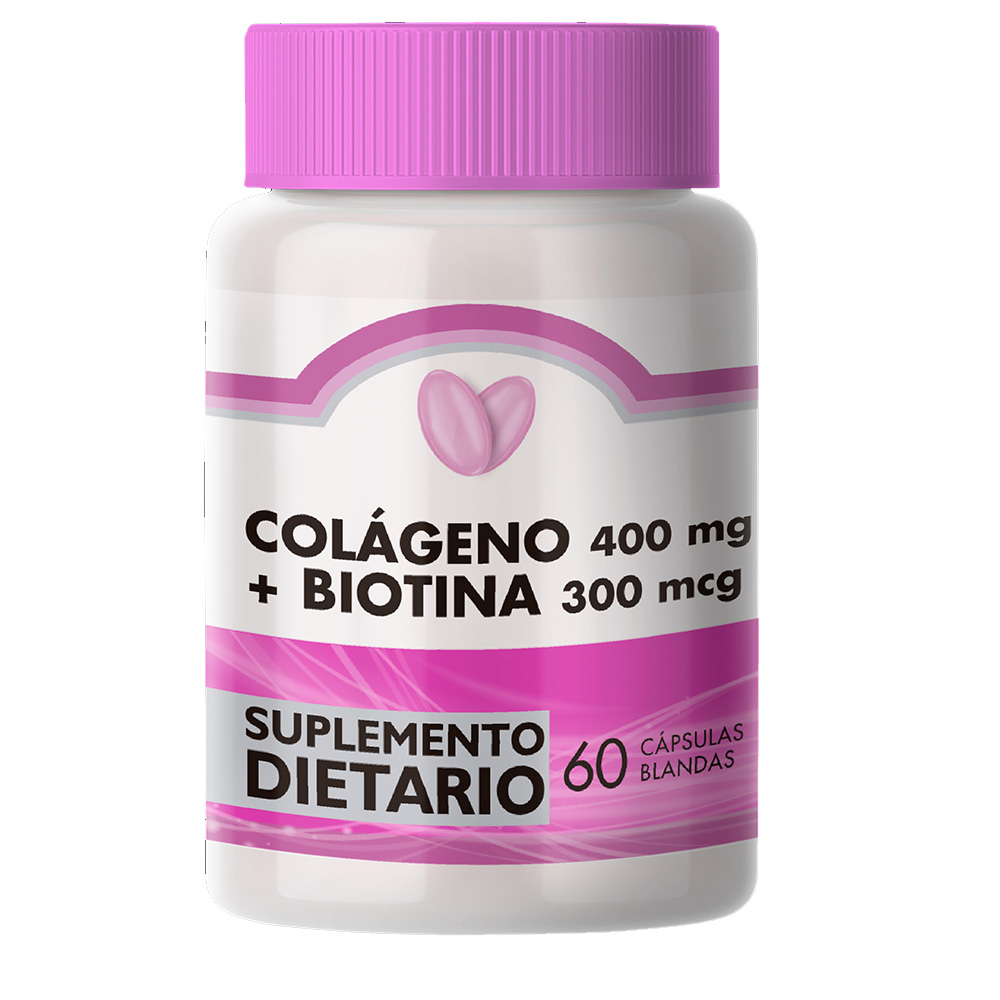 COLÁGENO 400 mg
+ BIOTINA 300 mcg
SUPLEMENTO
DIETARIO
60 CÁPSULAS
BLANDAS